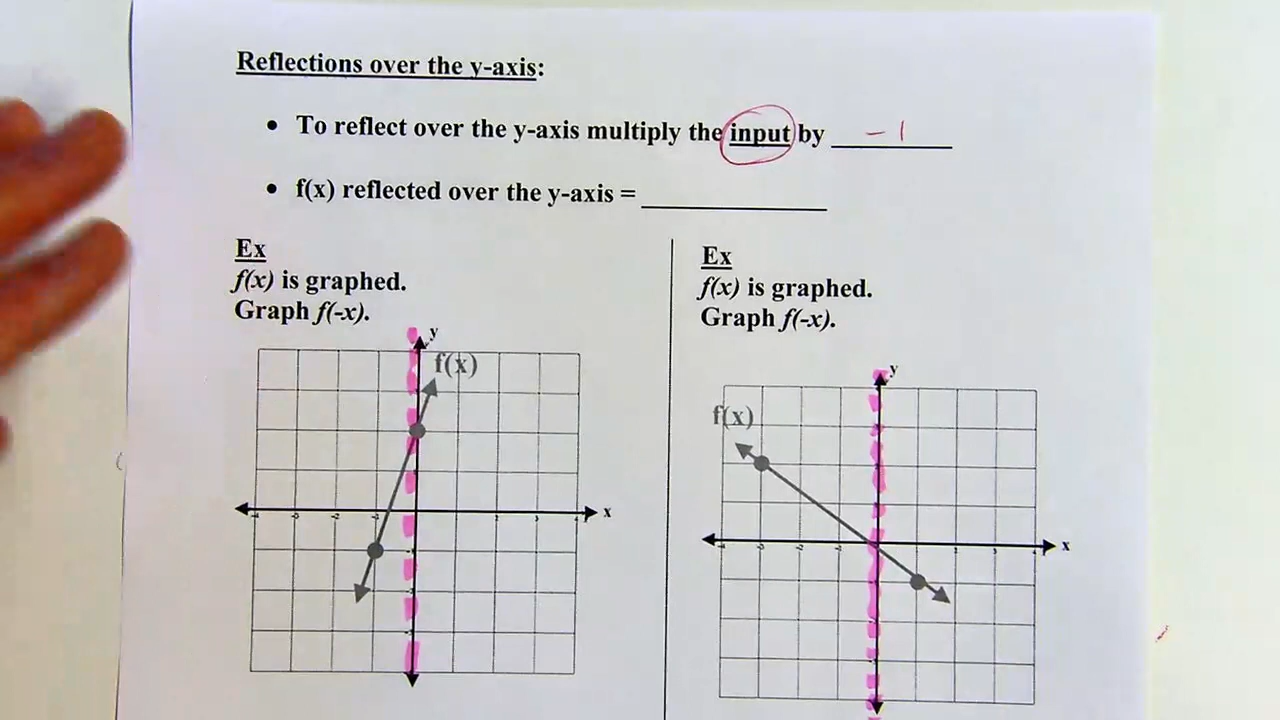 Reflections over the y-axis:
• To reflect over the y-axis multiply the input by -1
• f(x) reflected over the y-axis = ____________
Ex
f(x) is graphed.
Graph f(-x).
y
f(x)
x
Ex
f(x) is graphed.
Graph f(-x).
y
f(x)
x